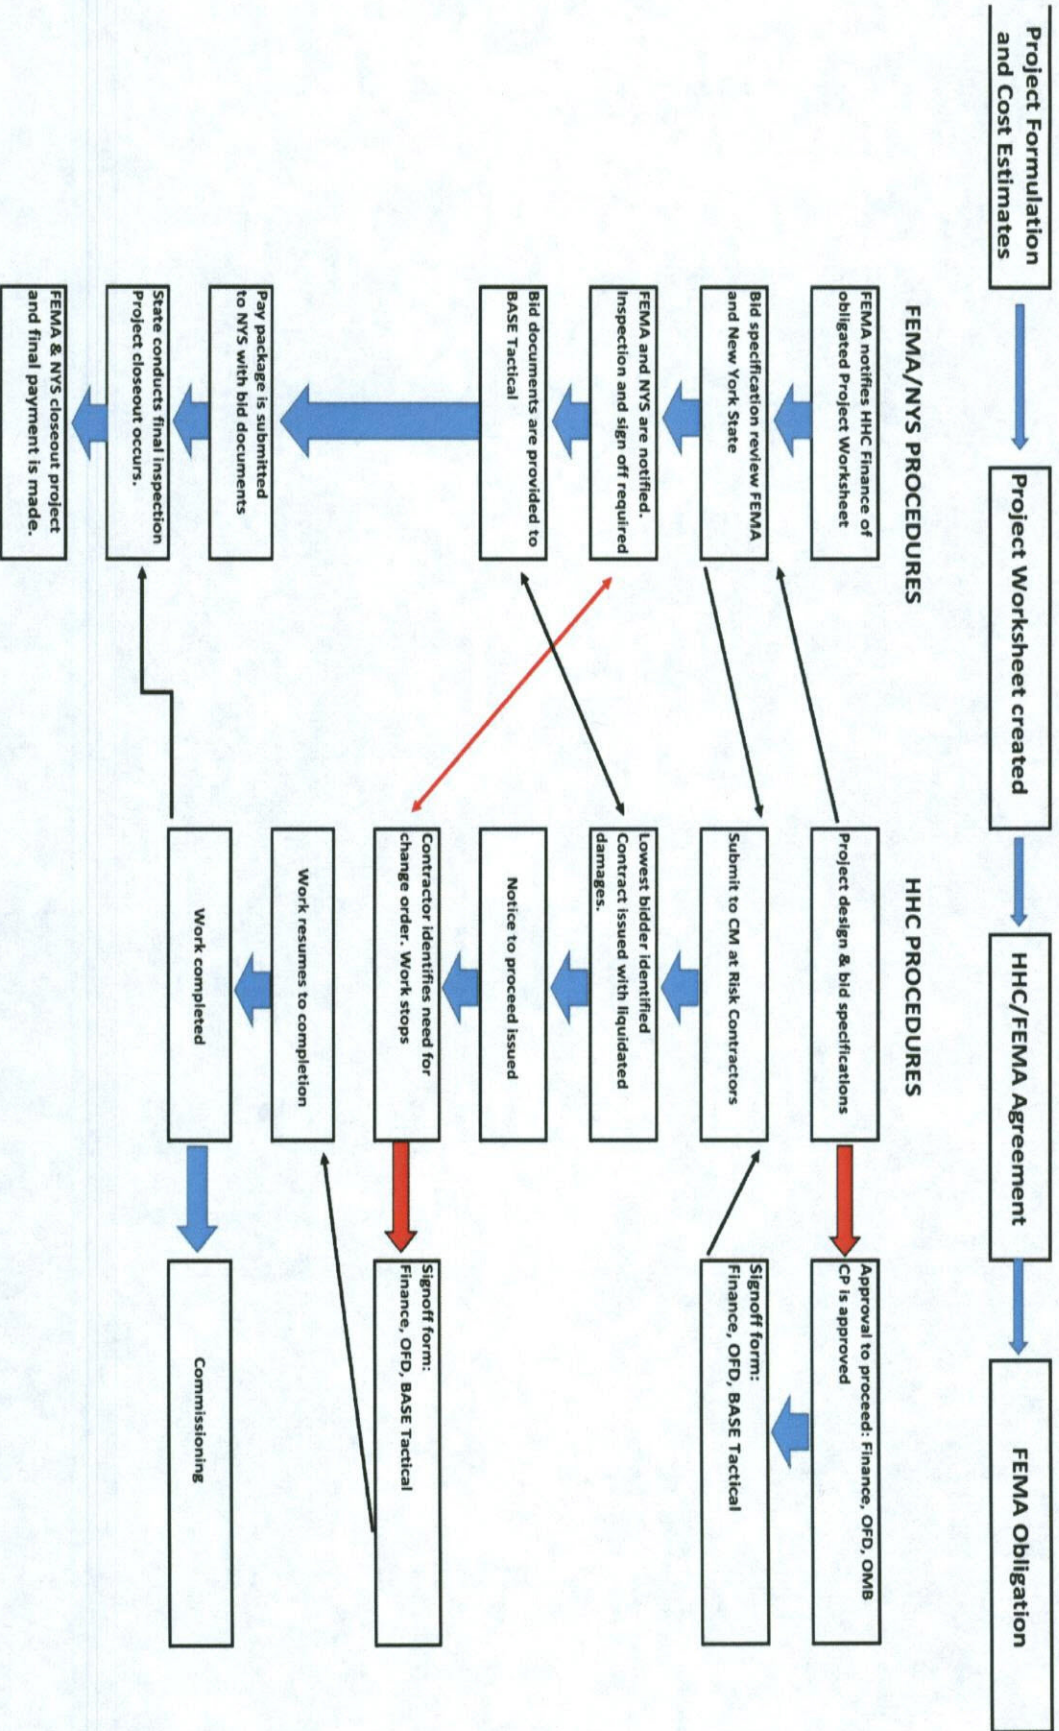 Project Formulation
and Cost Estimates
Project Worksheet created
HHC/FEMA Agreement
FEMA Obligation
FEMA/NYS PROCEDURES
HHC PROCEDURES
FEMA notifies HHC Finance of
obligated Project Worksheet
Project design & bid specifications
Approval to proceed: Finance, OFD, OMB
CP is approved
Bid specification review FEMA
and New York State
Submit to CM at Risk Contractors
Signoff form:
Finance, OFD, BASE Tactical
FEMA and NYS are notified.
Inspection and sign off required
Lowest bidder identified
Contract issued with liquidated
damages.
Bid documents are provided to
BASE Tactical
Notice to proceed issued
Contractor identifies need for
change order. Work stops
Signoff form:
Finance, OFD, BASE Tactical
Pay package is submitted
to NYS with bid documents
Work resumes to completion
State conducts final inspection
Project closeout occurs.
Work completed
Commissioning
FEMA & NYS closeout project
and final payment is made.